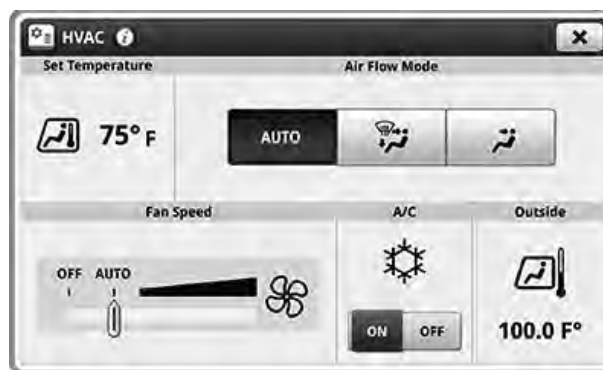 HVAC i
Set Temperature
Air Flow Mode
75° F
AUTO
Fan Speed
A/C
Outside
OFF AUTO
ON OFF
100.0 F°